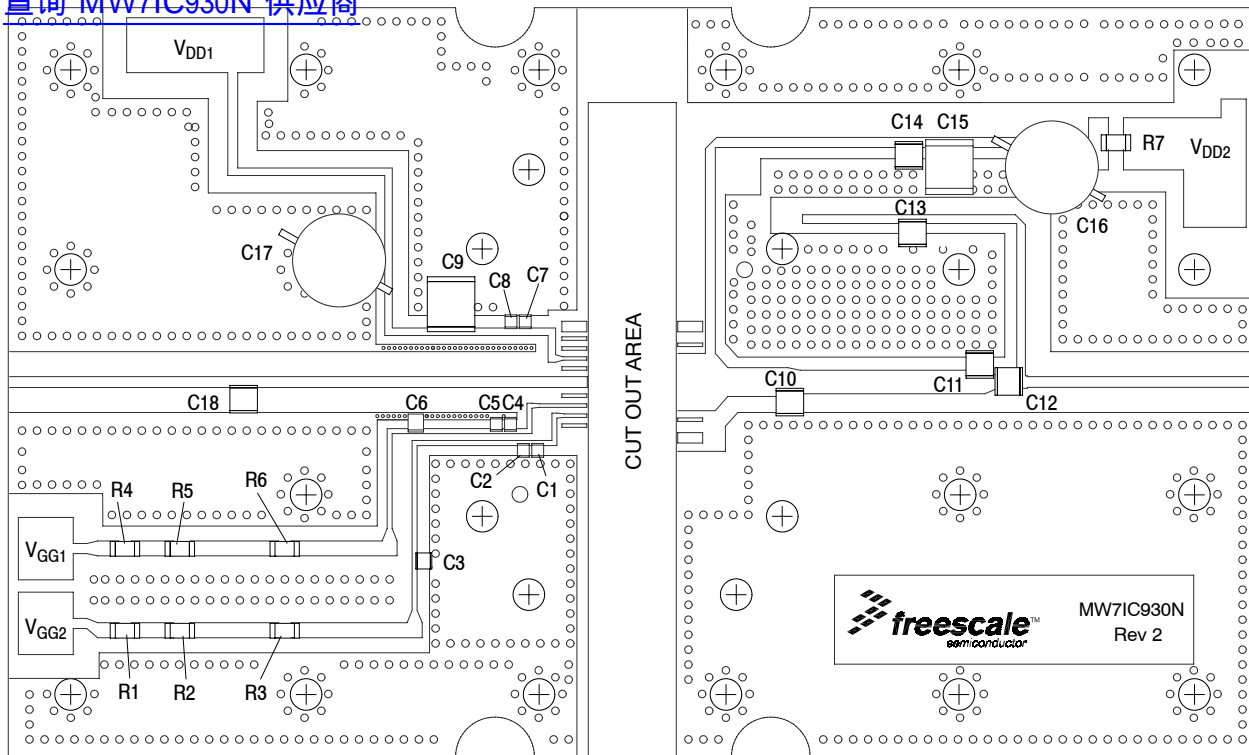 查询"MW7IC930N"供应商
VDD1
C14 C15
R7
VDD2
C13
C17
C16
C9
C8 C7
CUT OUT AREA
C10
C11
C12
C18
C6
C5 C4
C2
C1
R4
R5
R6
VGG1
C3
VGG2
freescale™
semiconductor
MW7IC930N
Rev 2
R1
R2
R3